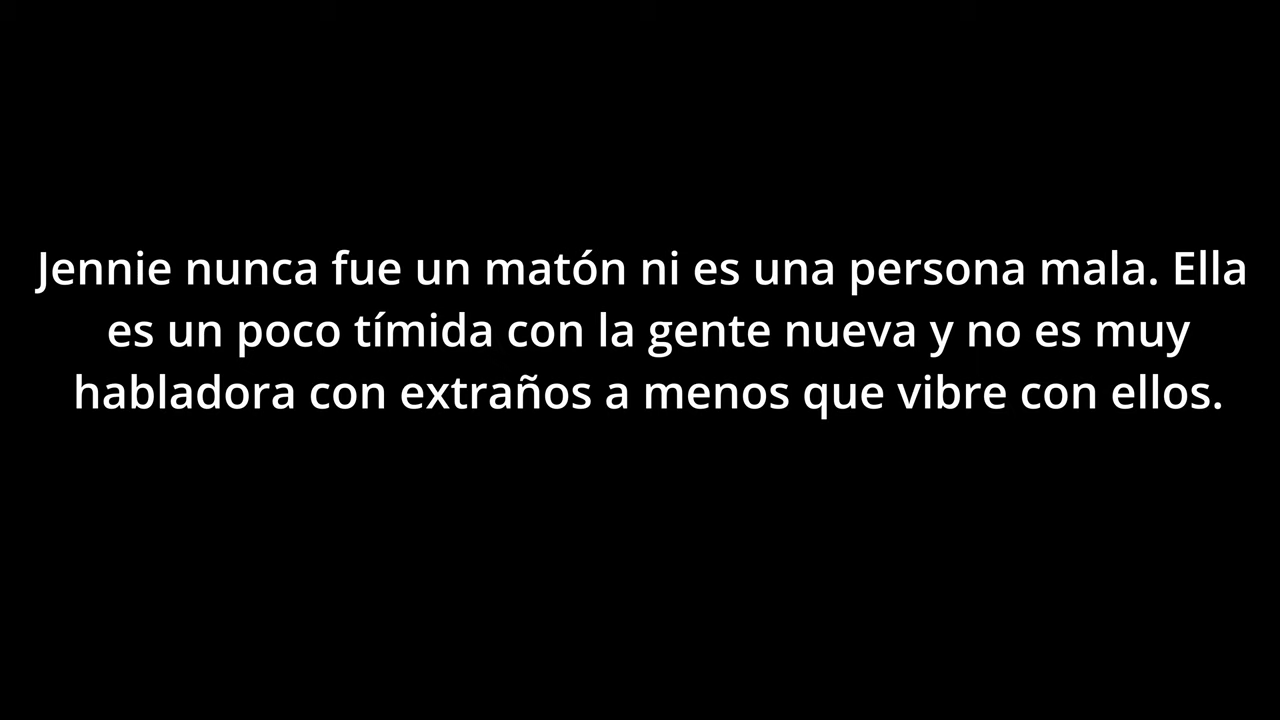 Jennie nunca fue un matón ni es una persona mala. Ella
es un poco tímida con la gente nueva y no es muy
habladora con extraños a menos que vibre con ellos.